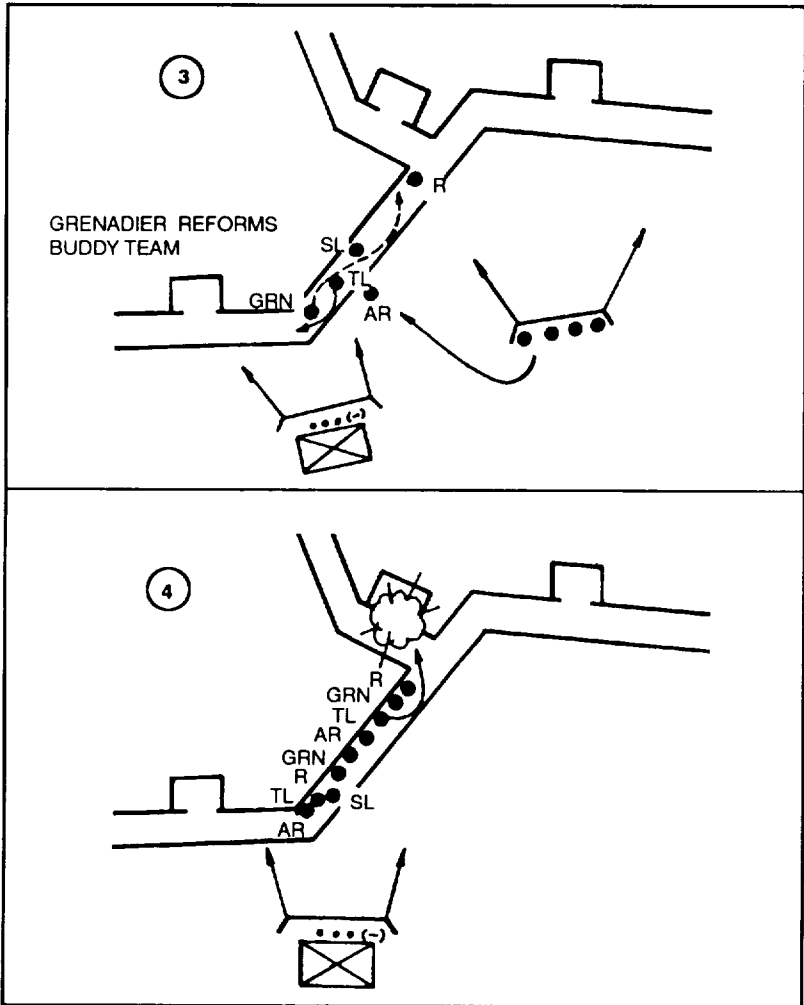 3
R
GRENADIER REFORMS
BUDDY TEAM
SL
TL
GRN
AR
(-)
4
R
GRN
TL
AR
GRN
R
TL
SL
AR
(-)